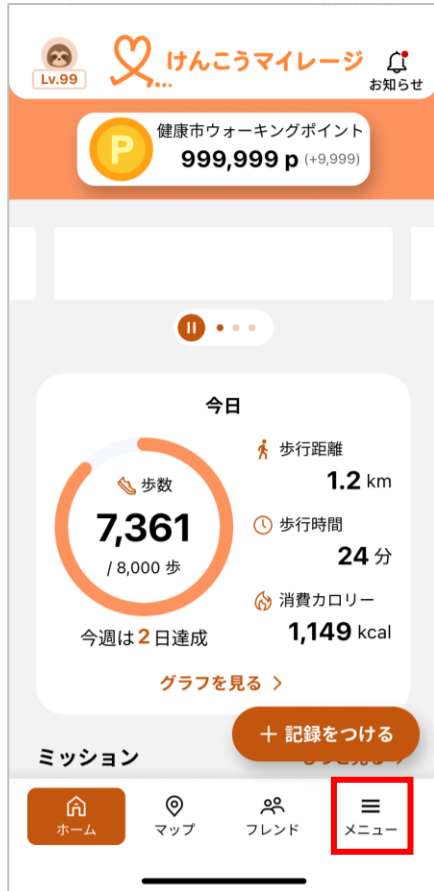 Lv.99
けんこうマイレージ
お知らせ
P
健康市ウォーキングポイント
999,999 p (+9,999)
今日
歩数
7,361
/ 8,000 歩
今週は2日達成
歩行距離
1.2 km
歩行時間
24 分
消費カロリー
1,149 kcal
グラフを見る
+ 記録をつける
ミッション
ホーム
マップ
フレンド
メニュー